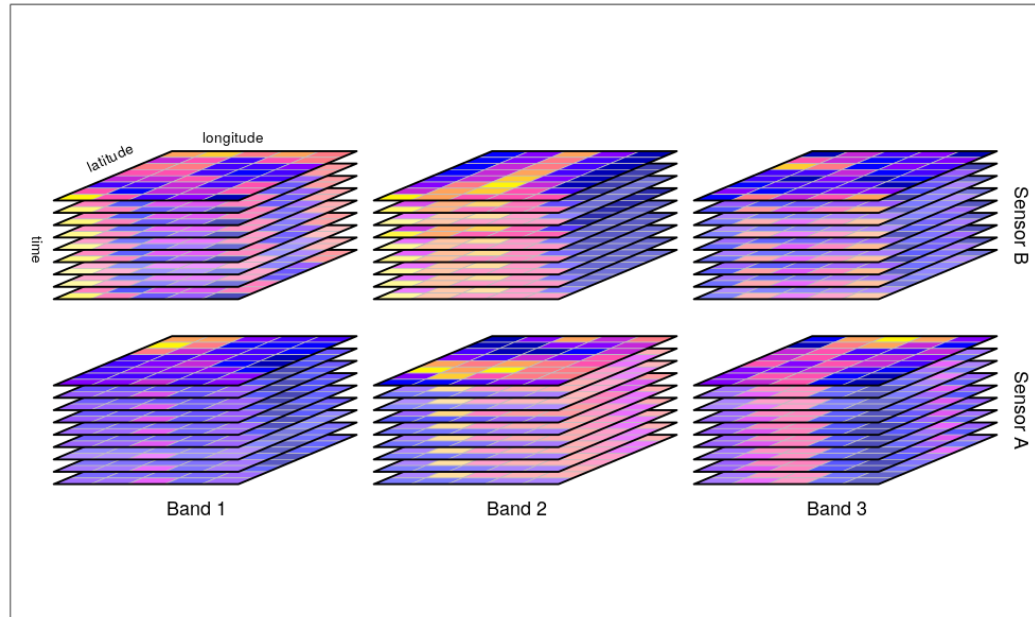 longitude
latitude
time
Sensor B
Sensor A
Band 1
Band 2
Band 3